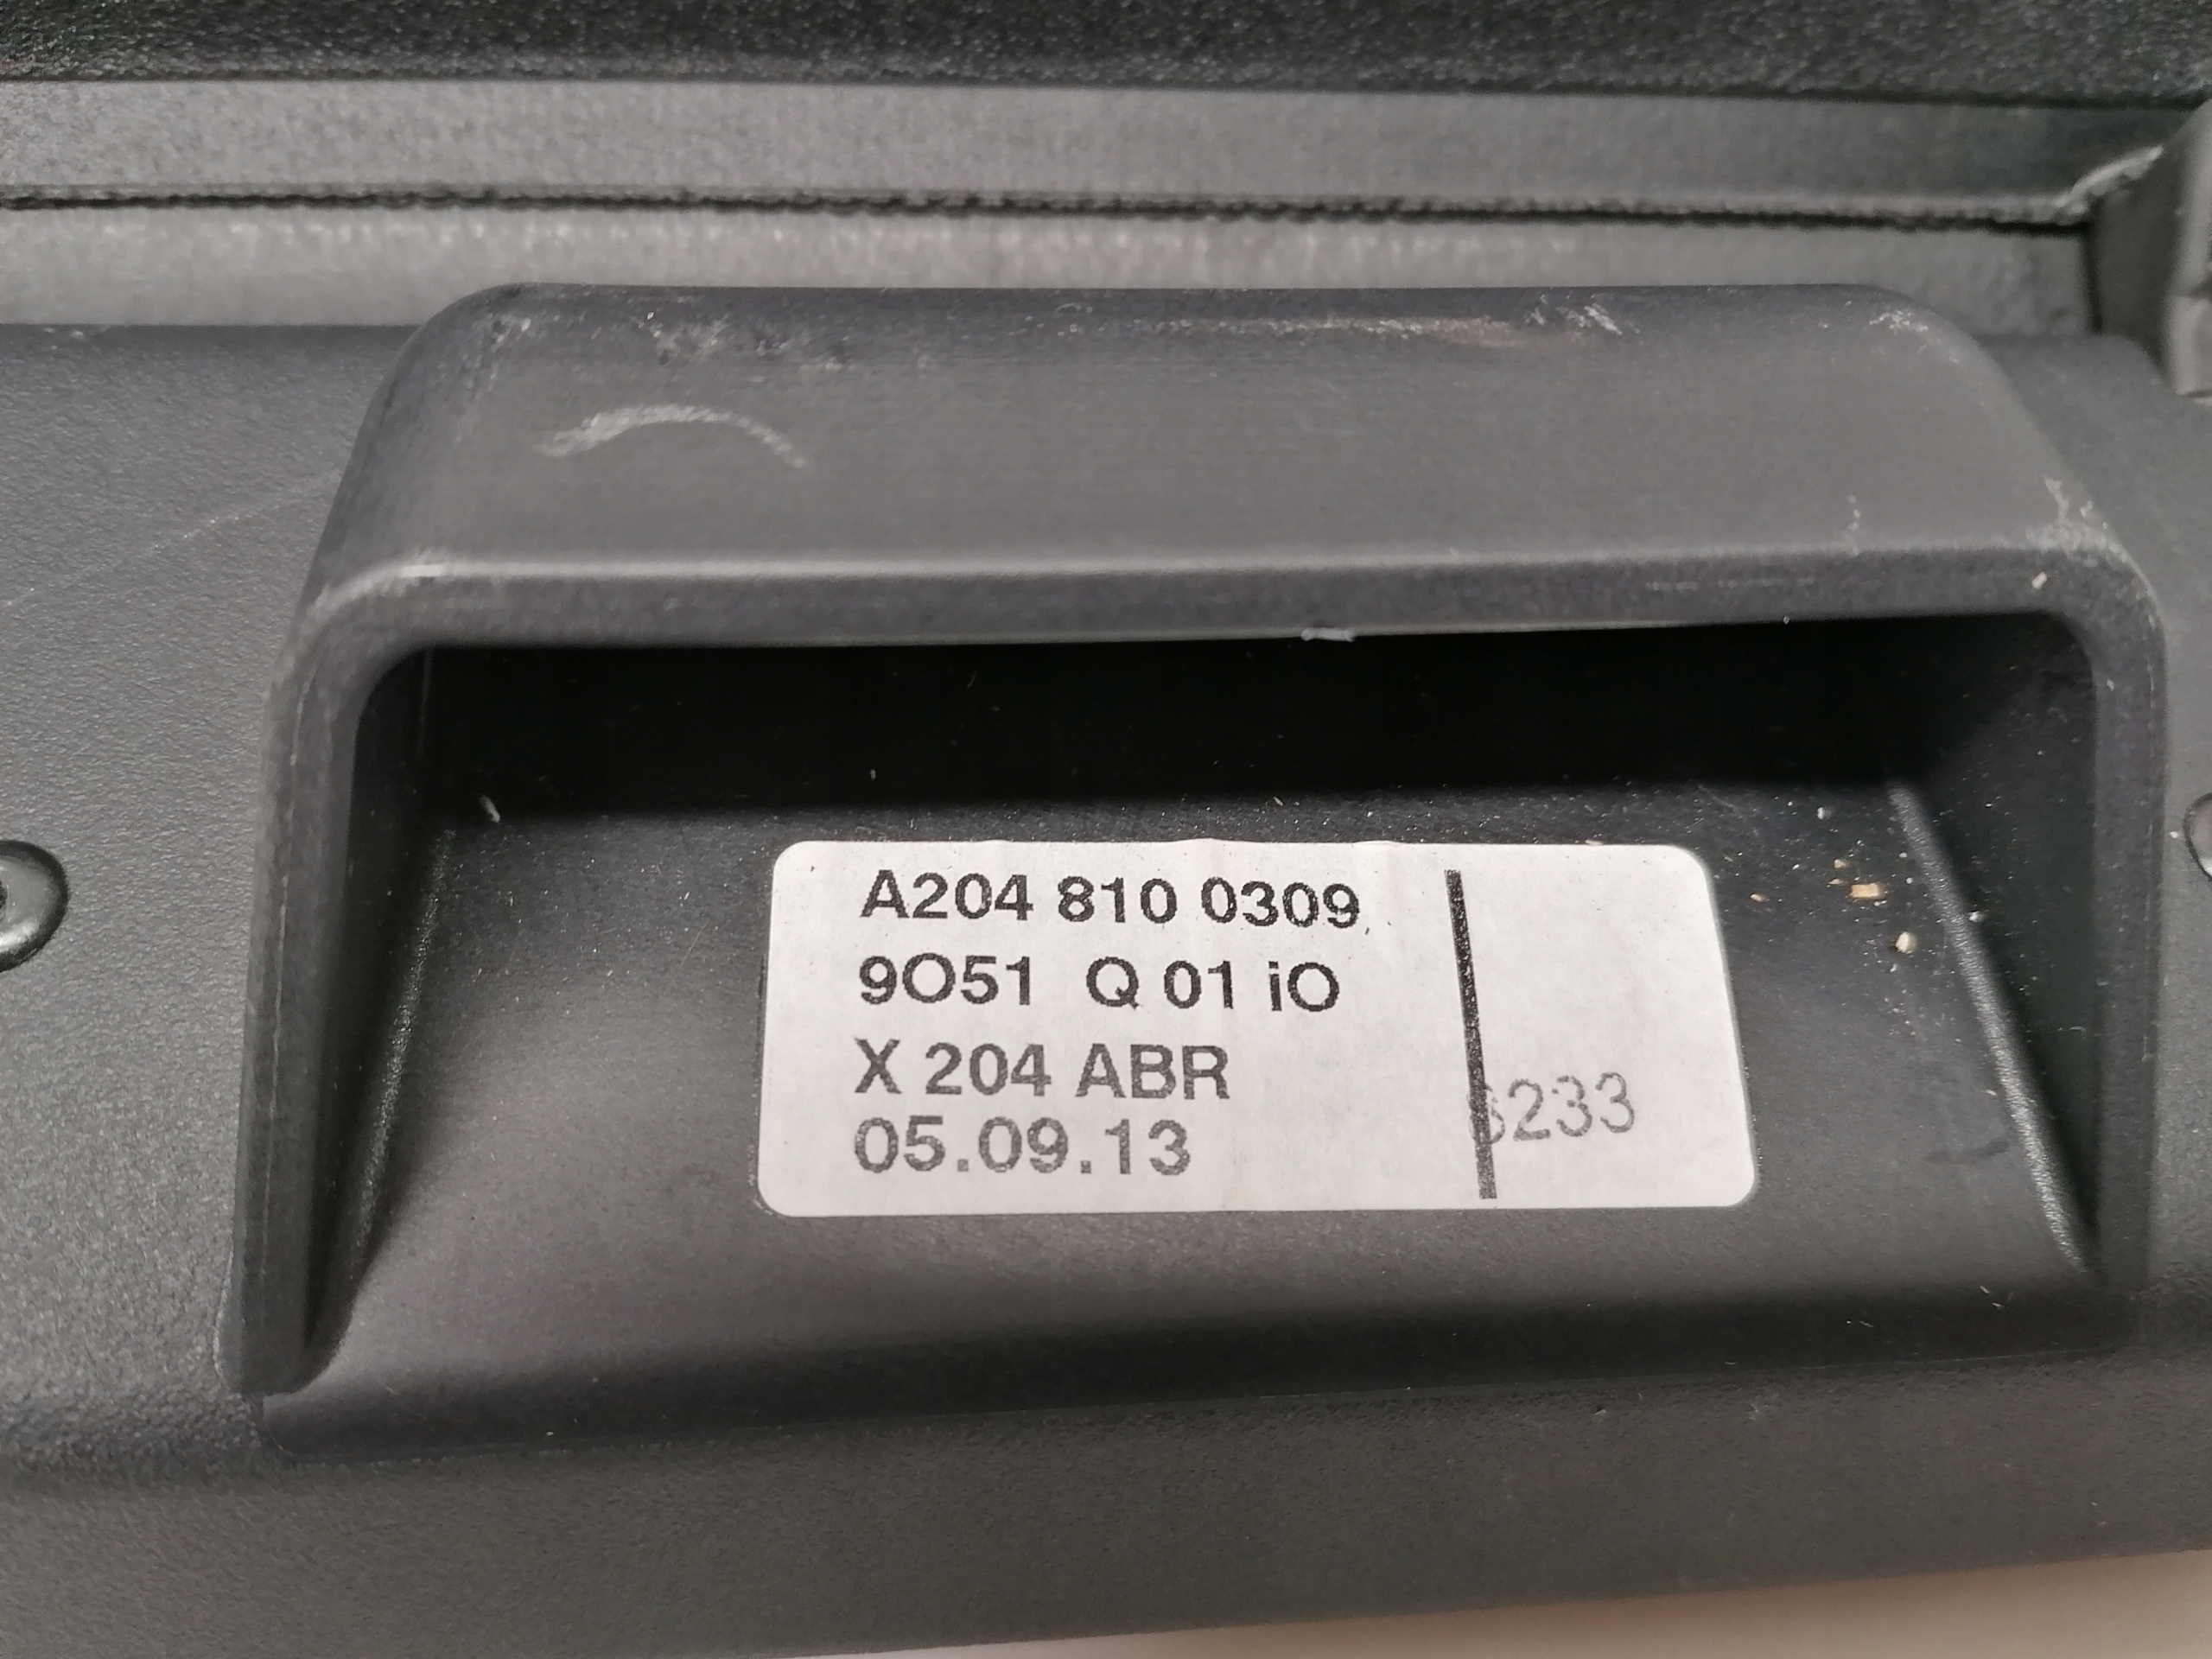 A204 810 0309
9O51 Q 01 iO
X 204 ABR
05.09.13